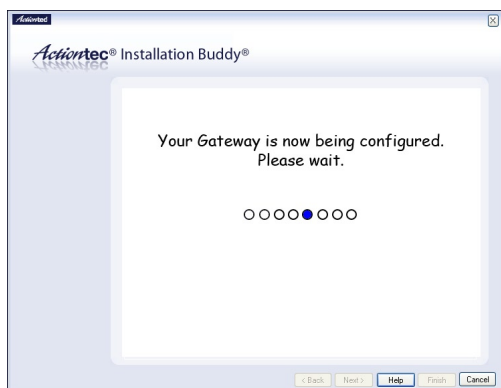 Actiontec
Actiontec® Installation Buddy®
Your Gateway is now being configured.
Please wait.
< Back Next > Help Finish Cancel